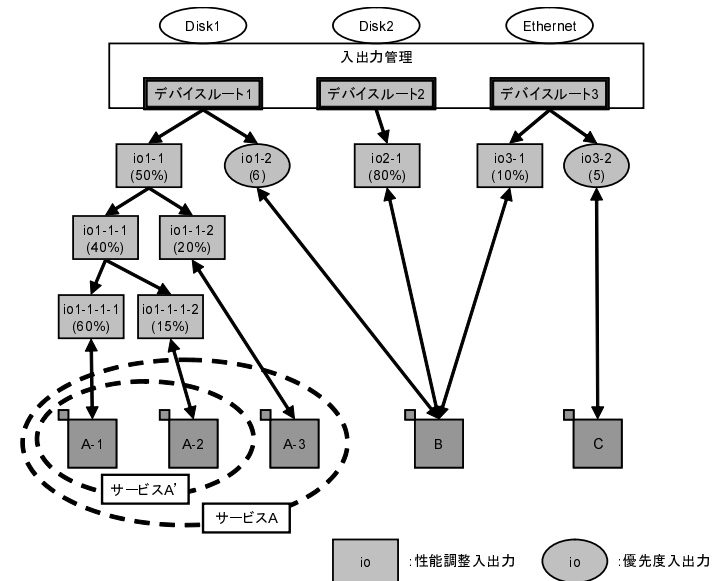 Disk1
Disk2
Ethernet
入出力管理
デバイスルート1
デバイスルート2
デバイスルート3
io1-1
(50%)
io1-2
(6)
io2-1
(80%)
io3-1
(10%)
io3-2
(5)
io1-1-1
(40%)
io1-1-2
(20%)
io1-1-1-1
(60%)
io1-1-1-2
(15%)
A-1
A-2
A-3
B
C
サービスA’
サービスA
io
:性能調整入出力
io
:優先度入出力